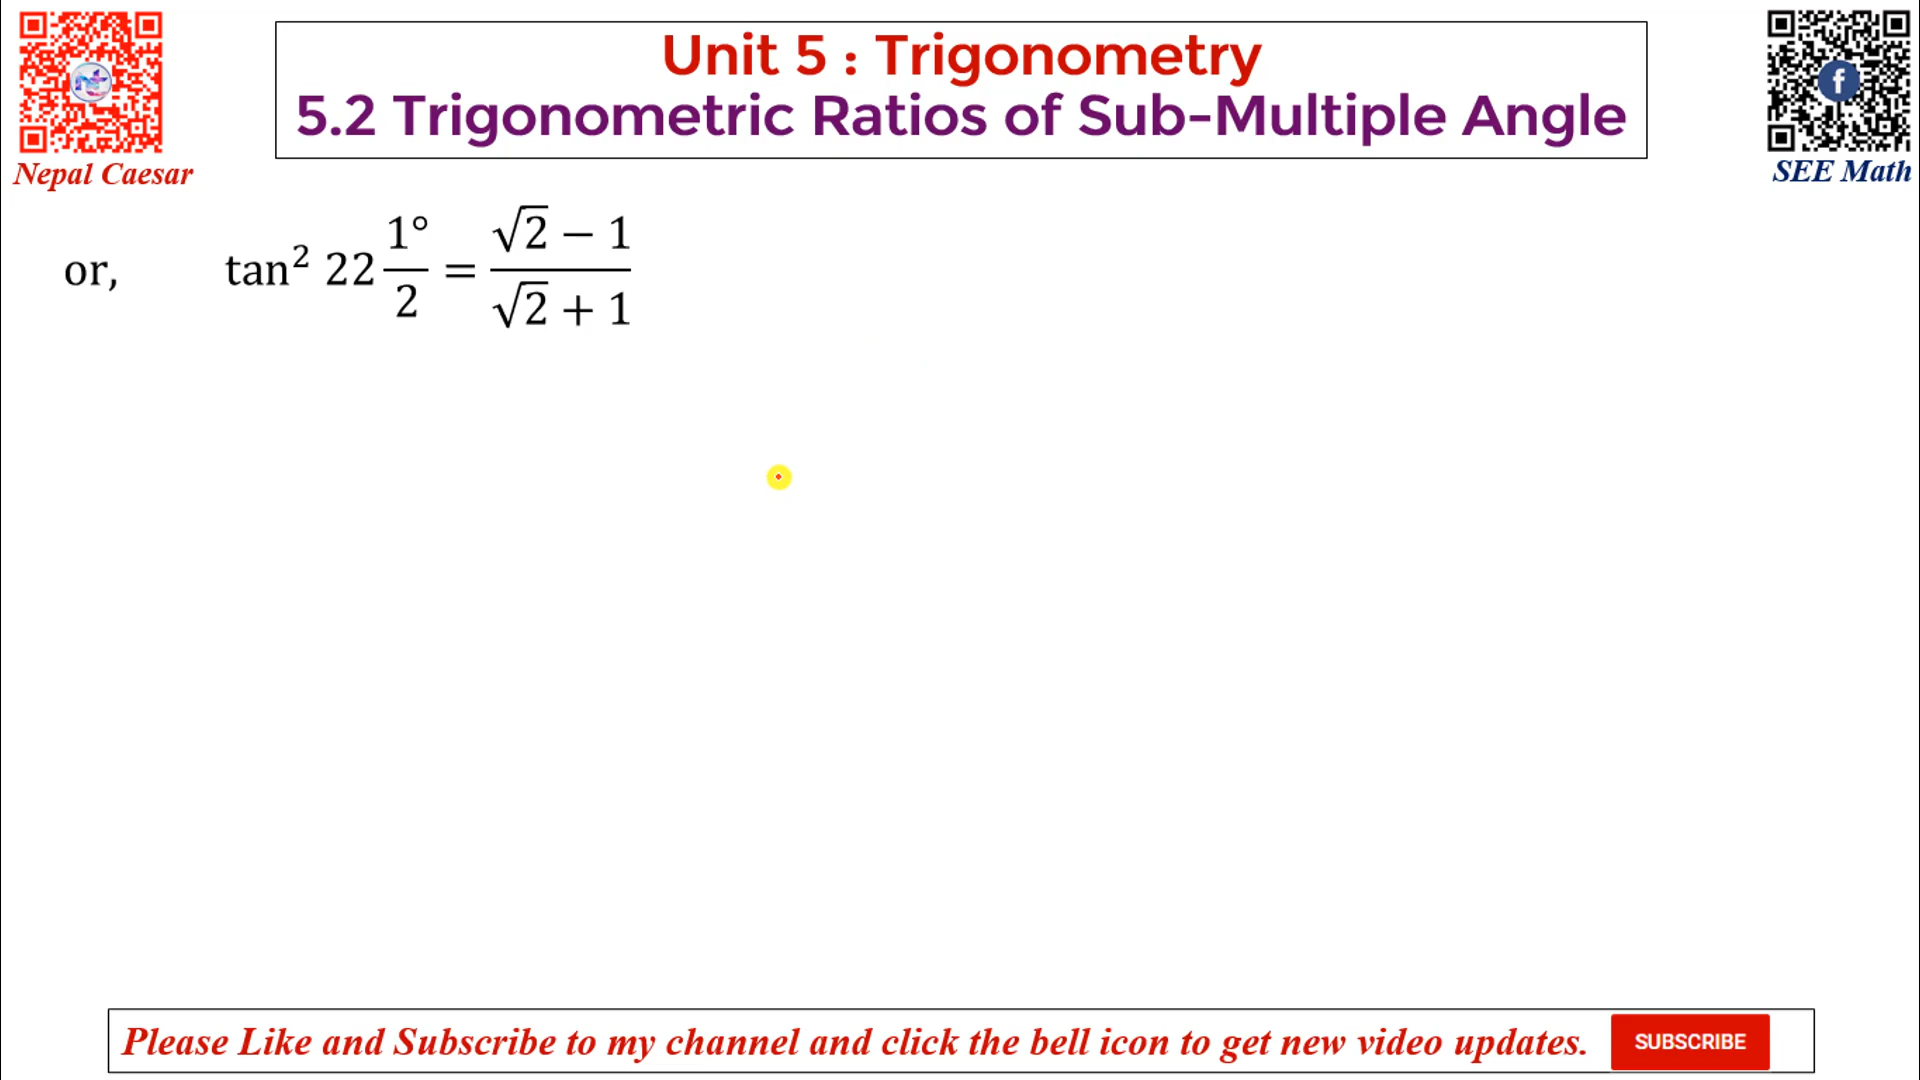 Unit 5 : Trigonometry
5.2 Trigonometric Ratios of Sub-Multiple Angle
Nepal Caesar
SEE Math
or, tan² 22 1°/2 = (√2 − 1)/(√2 + 1)
Please Like and Subscribe to my channel and click the bell icon to get new video updates.
SUBSCRIBE